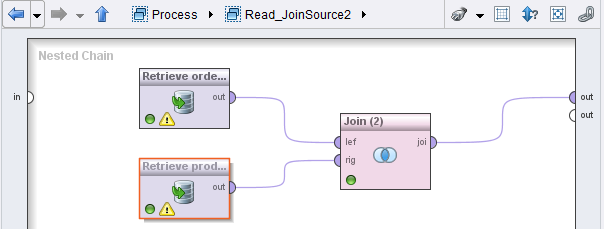 Process Read_JoinSource2
Nested Chain
in
Retrieve orde...
out
Retrieve prod...
out
Join (2)
lef
rig
joi
out
out